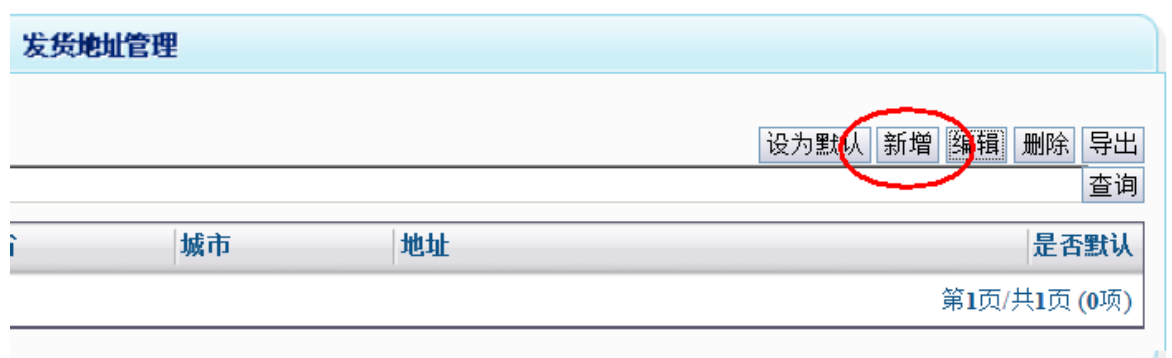 发货地址管理
设为默认 新增 编辑 删除 导出
查询
城市 地址 是否默认
第1页/共1页 (0项)